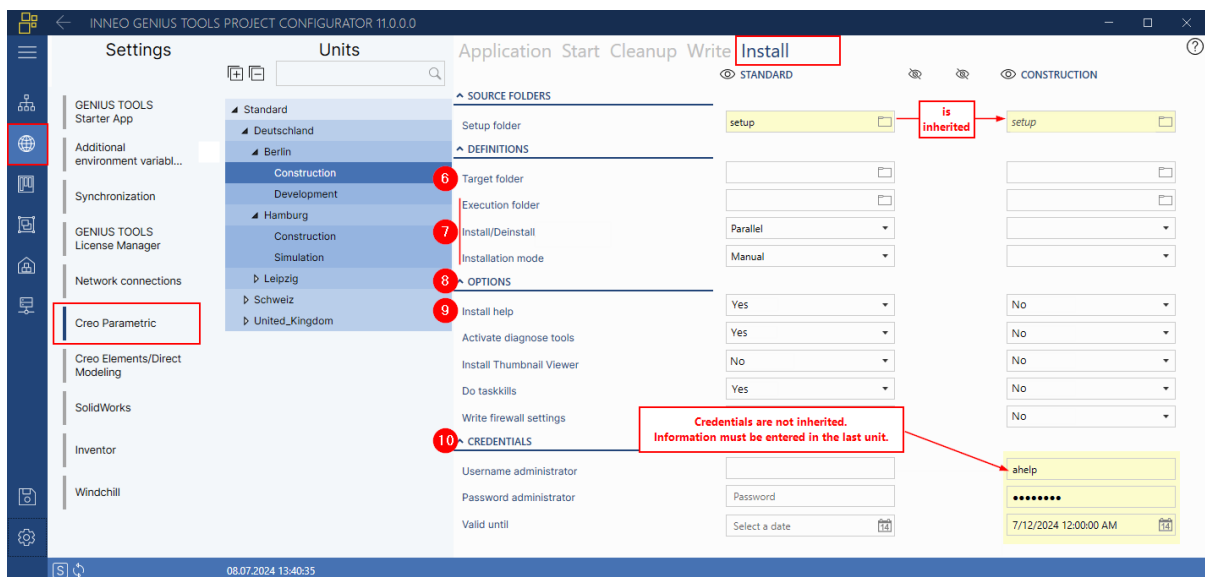 INNEO GENIUS TOOLS PROJECT CONFIGURATOR 11.0.0.0
Settings
GENIUS TOOLS
Starter App
Additional
environment variabl...
Synchronization
GENIUS TOOLS
License Manager
Network connections
Creo Parametric
Creo Elements/Direct
Modeling
SolidWorks
Inventor
Windchill
Units
Standard
Deutschland
Berlin
Construction
Development
Hamburg
Construction
Simulation
Leipzig
Schweiz
United_Kingdom
Application Start Cleanup Write Install
STANDARD CONSTRUCTION
SOURCE FOLDERS
Setup folder setup is inherited setup
DEFINITIONS
6 Target folder
Execution folder
7 Install/Deinstall Parallel
Installation mode Manual
8 OPTIONS
9 Install help Yes No
Activate diagnose tools Yes No
Install Thumbnail Viewer No No
Do taskkills Yes No
Write firewall settings No
Credentials are not inherited.
Information must be entered in the last unit.
10 CREDENTIALS
Username administrator ahelp
Password administrator Password ••••••••
Valid until Select a date 14 7/12/2024 12:00:00 AM 14
S 08.07.2024 13:40:35